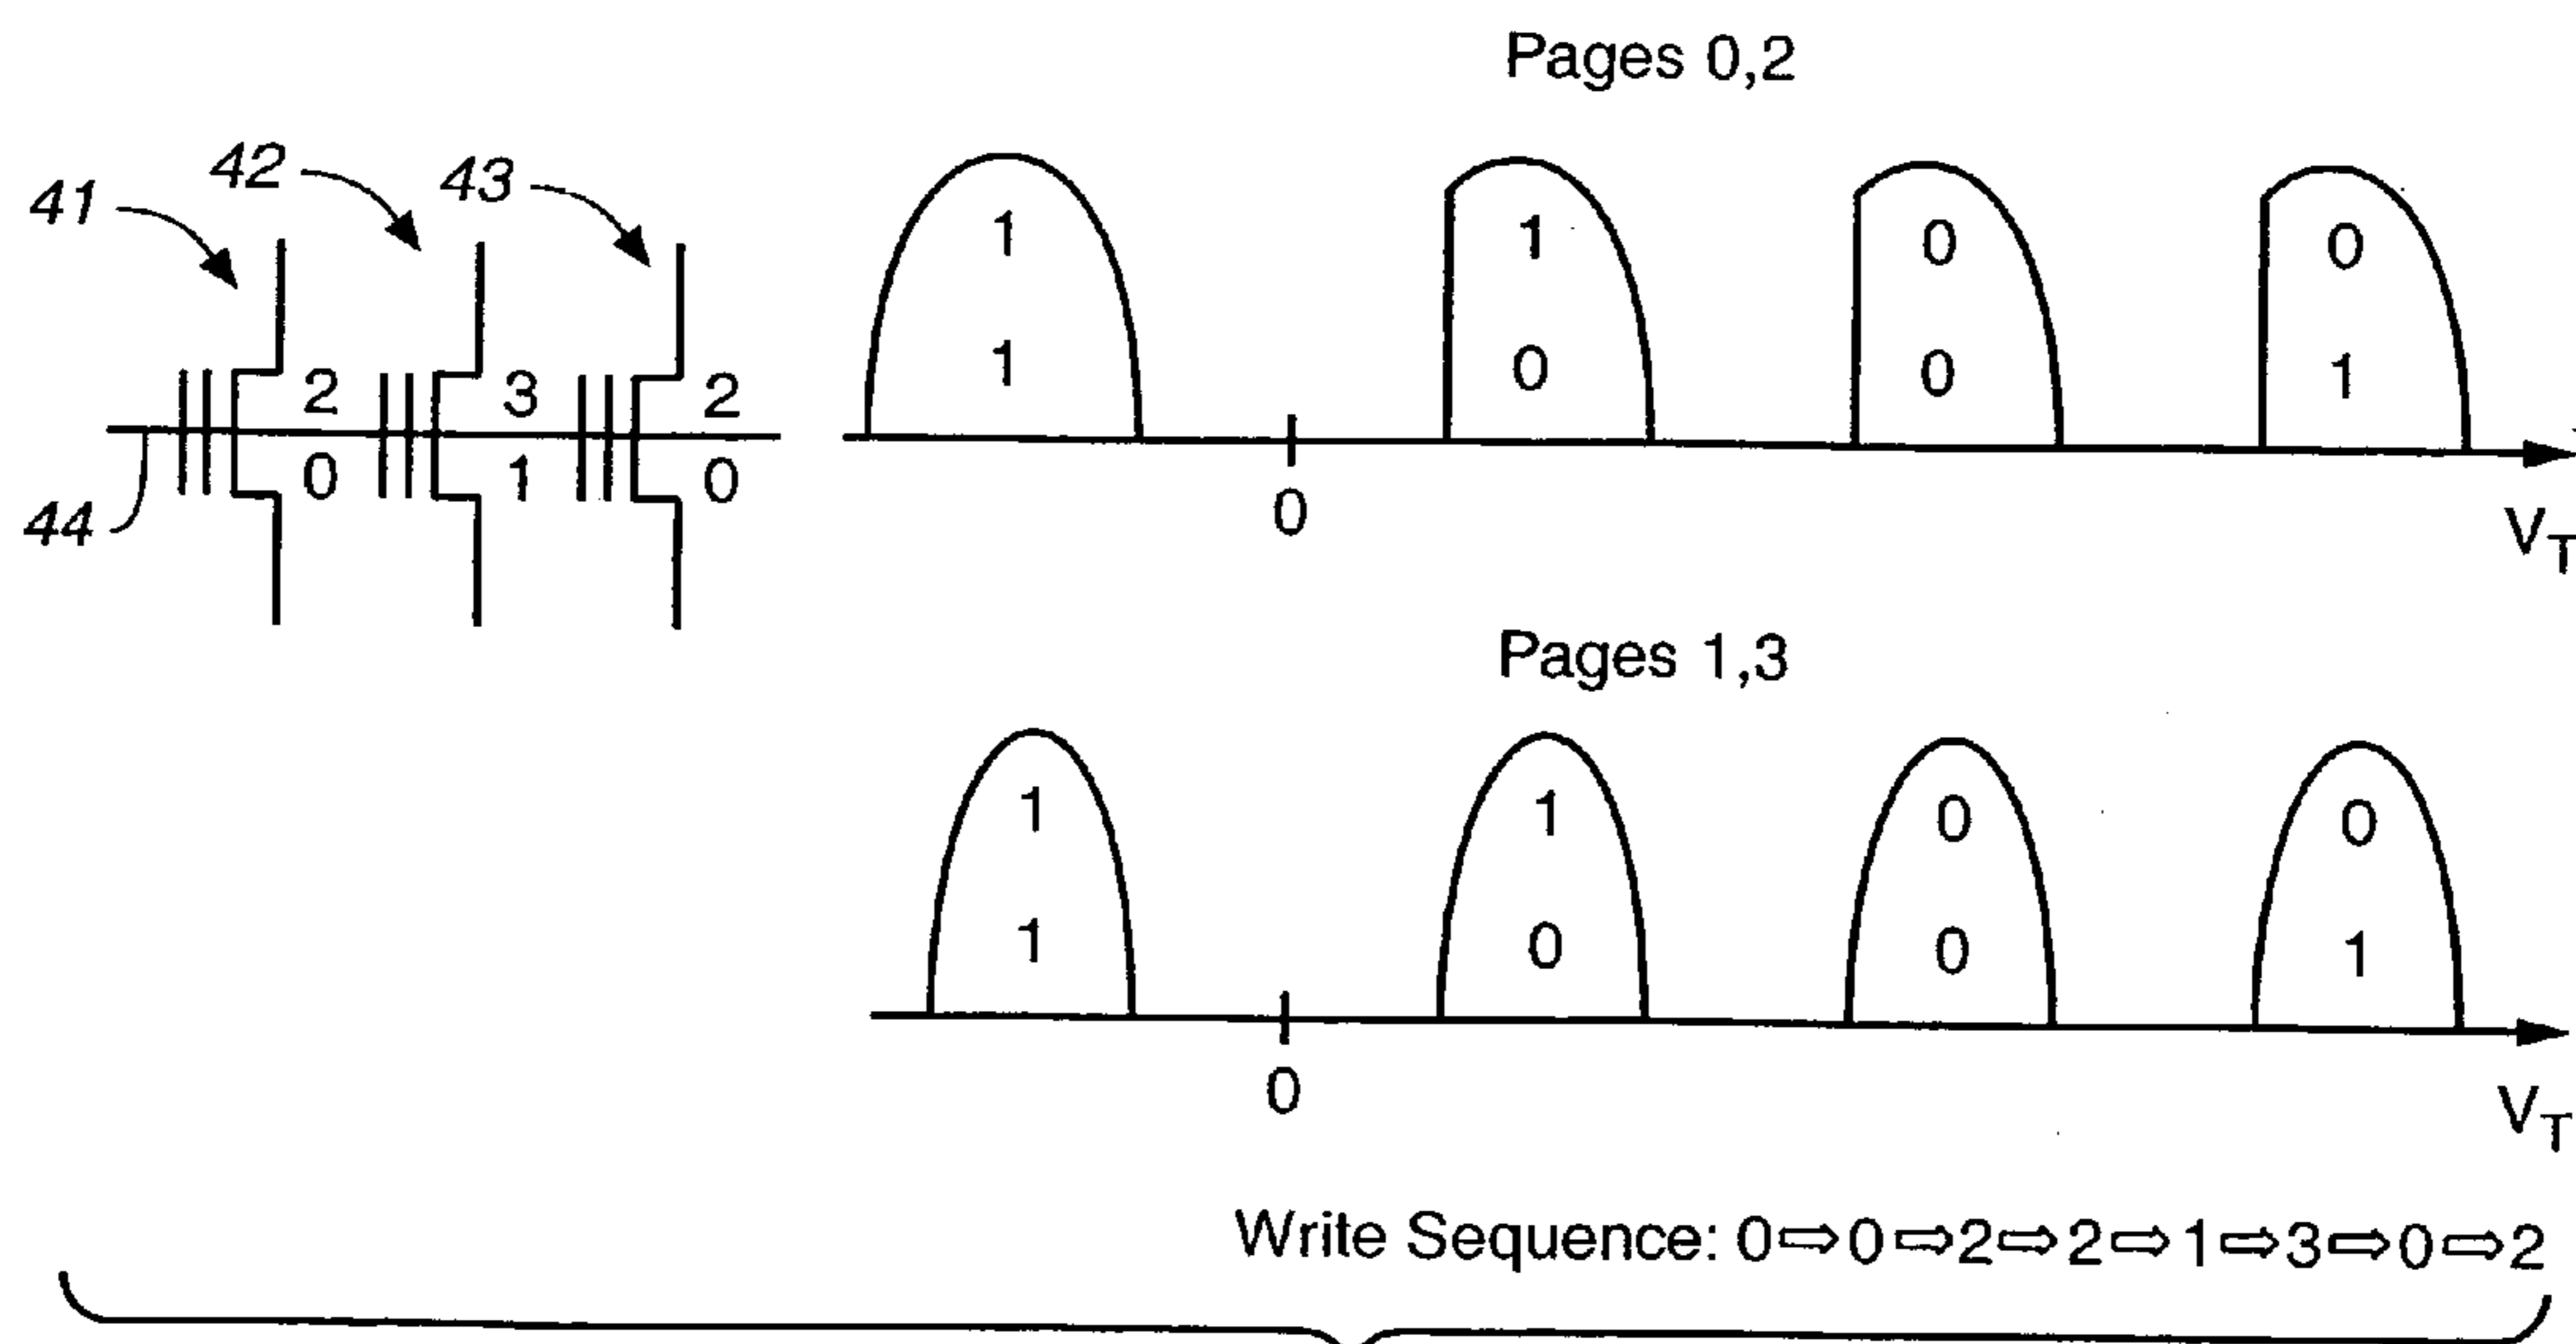 Pages 0,2
41
42
43
44
2 3 2
0 1 0
1 1 0 0
1 0 0 1
0
V_T
Pages 1,3
1 1 0 0
1 0 0 1
0
V_T
Write Sequence: 0⇨0⇨2⇨2⇨1⇨3⇨0⇨2